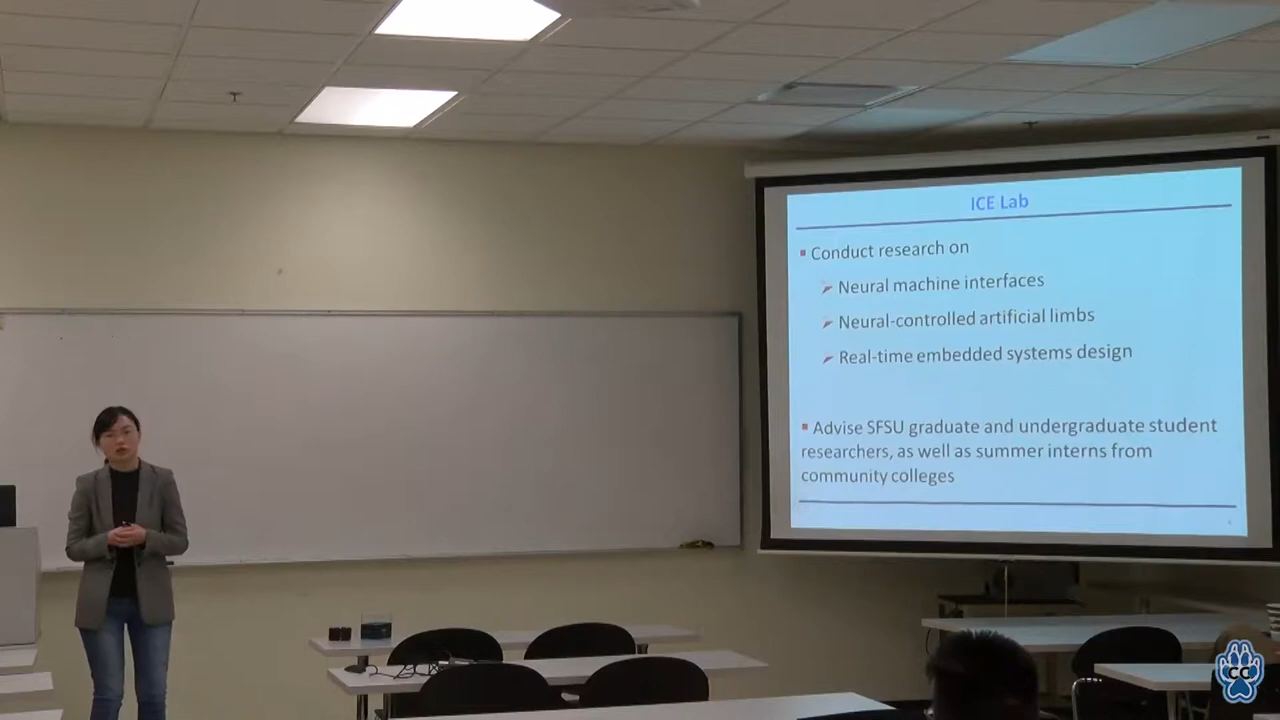 ICE Lab
Conduct research on
Neural machine interfaces
Neural-controlled artificial limbs
Real-time embedded systems design
Advise SFSU graduate and undergraduate student
researchers, as well as summer interns from
community colleges
CC